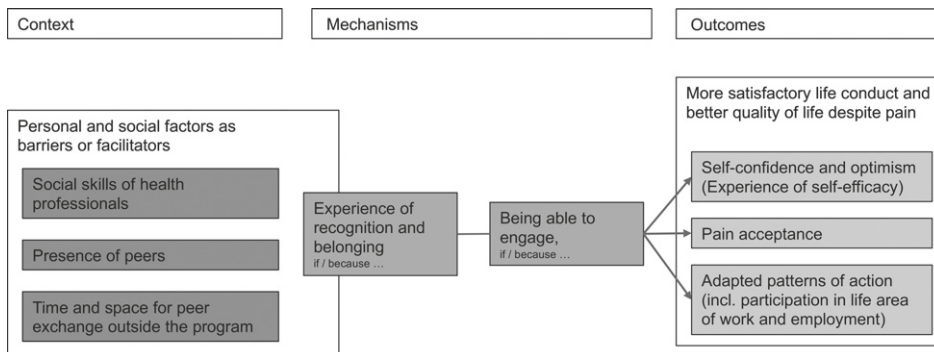 Context
Mechanisms
Outcomes
Personal and social factors as
barriers or facilitators
Social skills of health
professionals
Presence of peers
Time and space for peer
exchange outside the program
Experience of
recognition and
belonging
if / because ...
Being able to
engage,
if / because ...
More satisfactory life conduct and
better quality of life despite pain
Self-confidence and optimism
(Experience of self-efficacy)
Pain acceptance
Adapted patterns of action
(incl. participation in life area
of work and employment)